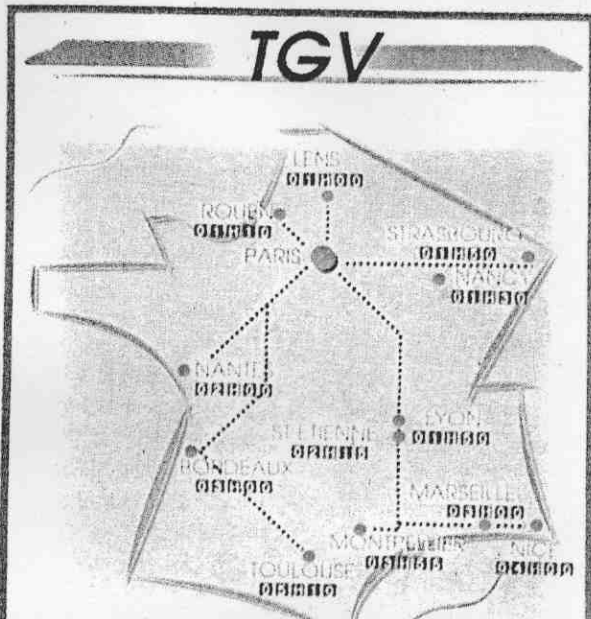 TGV
LENS
01H00
ROUEN
01H10
STRASBOURG
01H50
PARIS
NANCY
01H30
NANTES
02H00
LYON
01H50
ST ETIENNE
02H15
BORDEAUX
03H00
MARSEILLE
03H00
MONTPELLIER
03H55
NICE
04H00
TOULOUSE
05H10